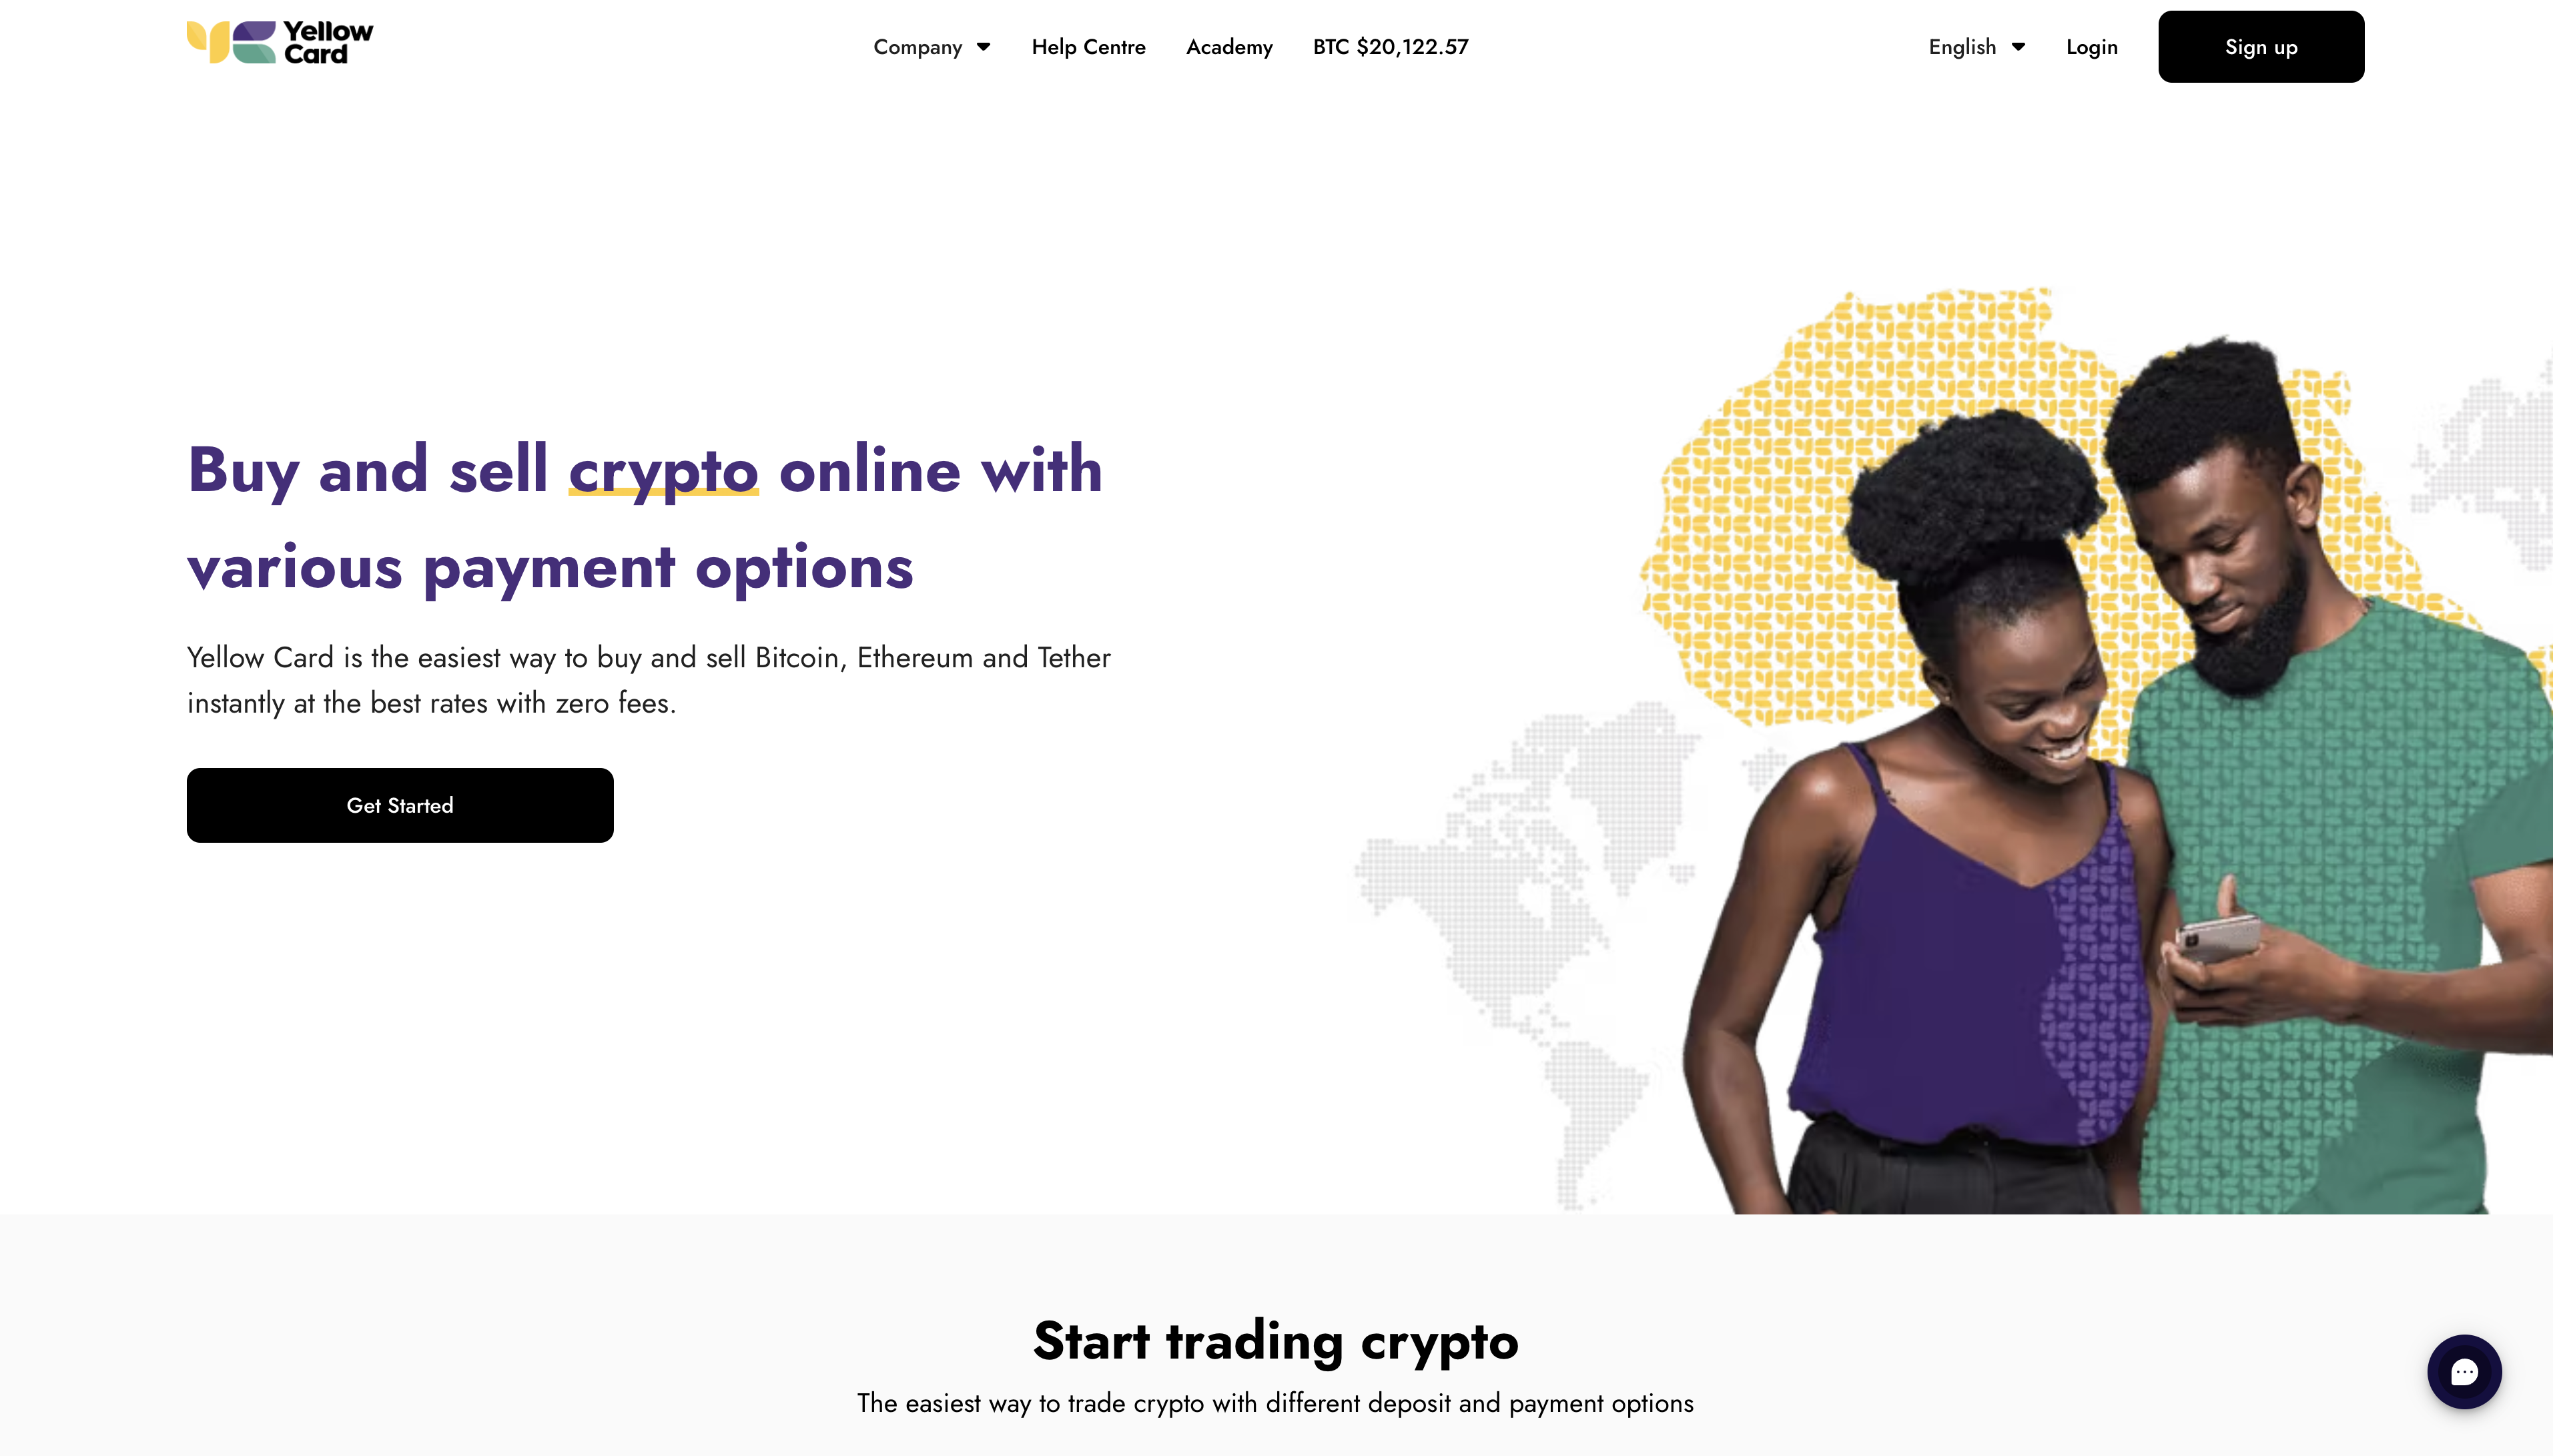 Yellow
Card
Company
Help Centre
Academy
BTC $20,122.57
English
Login
Sign up
Buy and sell crypto online with
various payment options
Yellow Card is the easiest way to buy and sell Bitcoin, Ethereum and Tether
instantly at the best rates with zero fees.
Get Started
Start trading crypto
The easiest way to trade crypto with different deposit and payment options